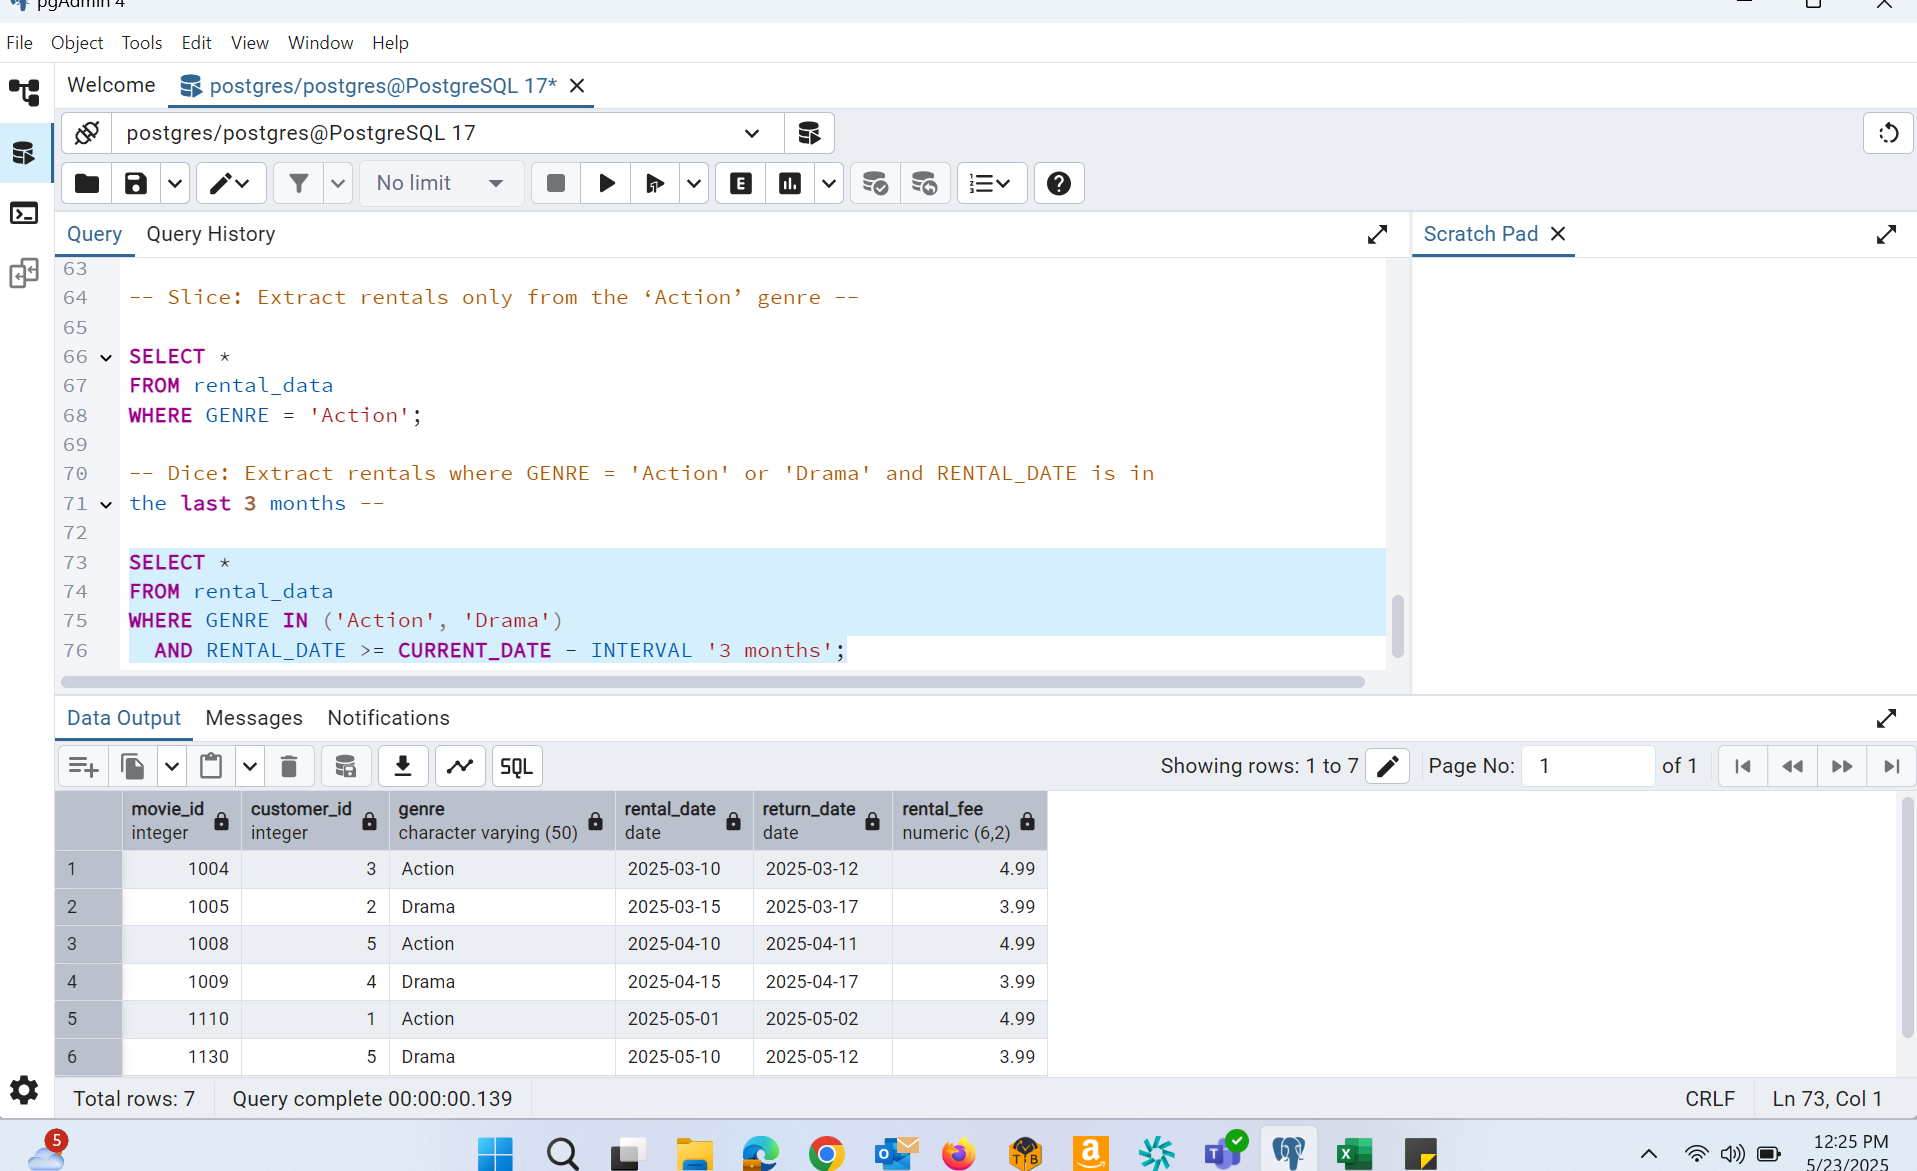 pgAdmin 4
File Object Tools Edit View Window Help
Welcome postgres/postgres@PostgreSQL 17*
postgres/postgres@PostgreSQL 17
No limit
E
Query Query History
Scratch Pad
63
64 -- Slice: Extract rentals only from the ‘Action’ genre --
65
66 SELECT *
67 FROM rental_data
68 WHERE GENRE = 'Action';
69
70 -- Dice: Extract rentals where GENRE = 'Action' or 'Drama' and RENTAL_DATE is in
71 the last 3 months --
72
73 SELECT *
74 FROM rental_data
75 WHERE GENRE IN ('Action', 'Drama')
76 AND RENTAL_DATE >= CURRENT_DATE - INTERVAL '3 months';
Data Output Messages Notifications
SQL Showing rows: 1 to 7 Page No: 1 of 1
movie_id customer_id genre rental_date return_date rental_fee
integer integer character varying (50) date date numeric (6,2)
1 1004 3 Action 2025-03-10 2025-03-12 4.99
2 1005 2 Drama 2025-03-15 2025-03-17 3.99
3 1008 5 Action 2025-04-10 2025-04-11 4.99
4 1009 4 Drama 2025-04-15 2025-04-17 3.99
5 1110 1 Action 2025-05-01 2025-05-02 4.99
6 1130 5 Drama 2025-05-10 2025-05-12 3.99
Total rows: 7 Query complete 00:00:00.139 CRLF Ln 73, Col 1
5
12:25 PM
5/23/2025